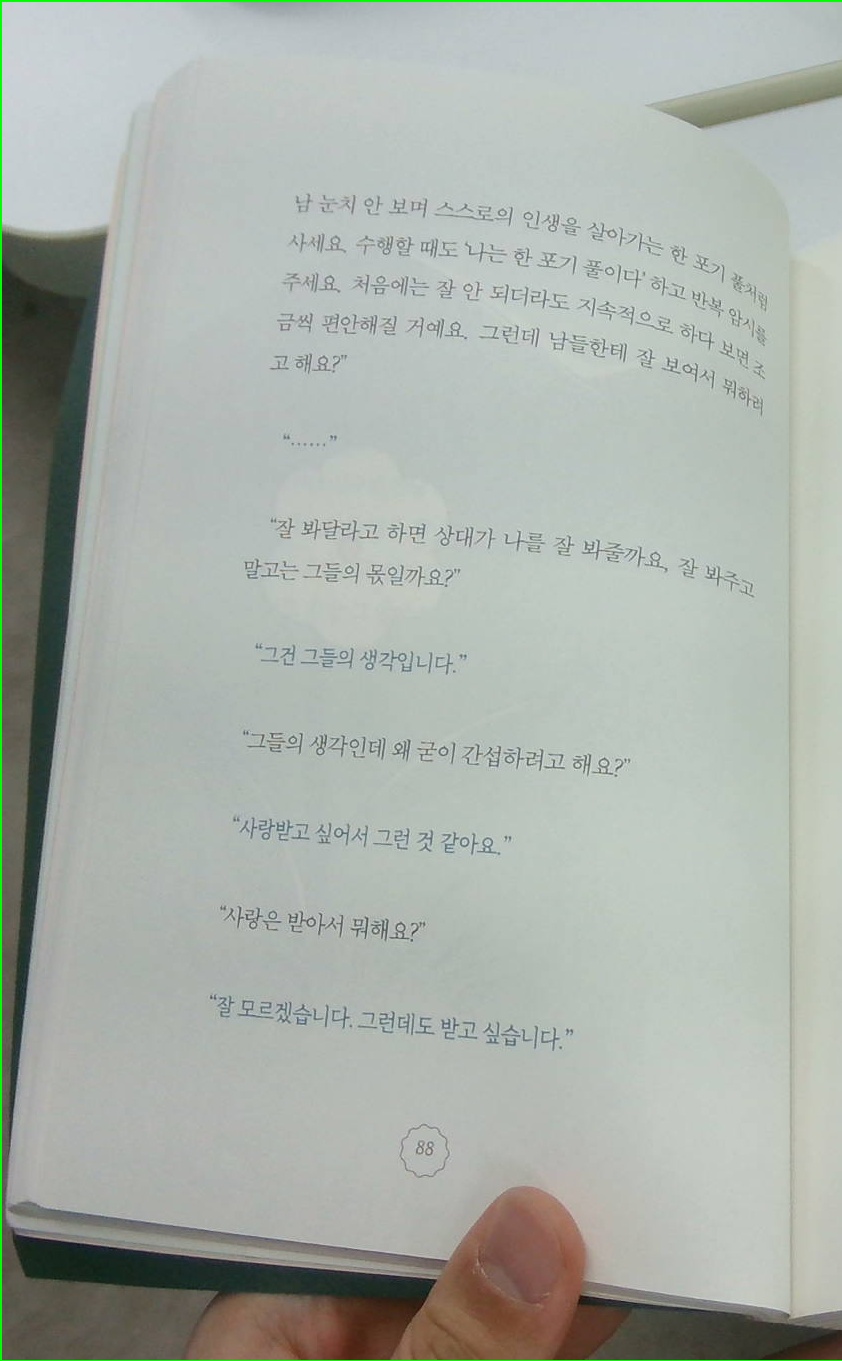 남 눈치 안 보며 스스로의 인생을 살아가는 한 포기 풀처럼
사세요. 수행할 때도 ‘나는 한 포기 풀이다’ 하고 반복 암시를
주세요. 처음에는 잘 안 되더라도 지속적으로 하다 보면 조
금씩 편안해질 거예요. 그런데 남들한테 잘 보여서 뭐하려
고 해요?”
“……”
“잘 봐달라고 하면 상대가 나를 잘 봐줄까요, 잘 봐주고
말고는 그들의 몫일까요?”
“그건 그들의 생각입니다.”
“그들의 생각인데 왜 굳이 간섭하려고 해요?”
“사랑받고 싶어서 그런 것 같아요.”
“사랑은 받아서 뭐해요?”
“잘 모르겠습니다. 그런데도 받고 싶습니다.”
88